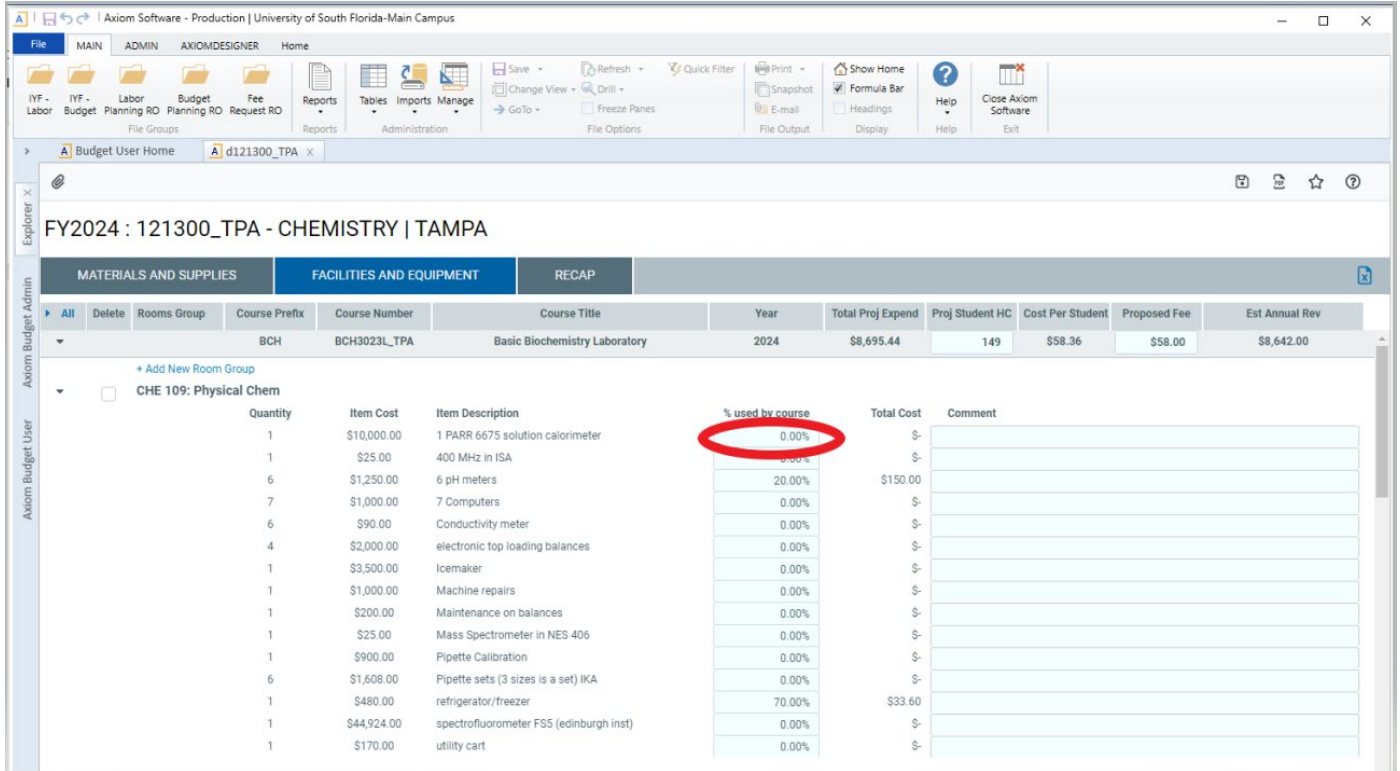 A Axiom Software - Production | University of South Florida-Main Campus
File MAIN ADMIN AXIOMDESIGNER Home
IYF - Labor
IYF - Budget
Labor Planning RO
Budget Planning RO
Fee Request RO
File Groups
Reports
Reports
Tables Imports Manage
Administration
Save Refresh Quick Filter
Change View Drill
GoTo Freeze Panes
File Options
Print
Snapshot
E-mail
File Output
Show Home
Formula Bar
Headings
Display
Help
Help
Close Axiom Software
Exit
A Budget User Home A d121300_TPA X
Explorer X
Axiom Budget Admin
Axiom Budget User
FY2024 : 121300_TPA - CHEMISTRY | TAMPA
MATERIALS AND SUPPLIES FACILITIES AND EQUIPMENT RECAP
All Delete Rooms Group Course Prefix Course Number Course Title Year Total Proj Expend Proj Student HC Cost Per Student Proposed Fee Est Annual Rev
BCH BCH3023L_TPA Basic Biochemistry Laboratory 2024 $8,695.44 149 $58.36 $58.00 $8,642.00
+ Add New Room Group
CHE 109: Physical Chem
Quantity Item Cost Item Description % used by course Total Cost Comment
1 $10,000.00 1 PARR 6675 solution calorimeter 0.00% $-
1 $25.00 400 MHz in ISA 0.00% $-
6 $1,250.00 6 pH meters 20.00% $150.00
7 $1,000.00 7 Computers 0.00% $-
6 $90.00 Conductivity meter 0.00% $-
4 $2,000.00 electronic top loading balances 0.00% $-
1 $3,500.00 Icemaker 0.00% $-
1 $1,000.00 Machine repairs 0.00% $-
1 $200.00 Maintenance on balances 0.00% $-
1 $25.00 Mass Spectrometer in NES 406 0.00% $-
1 $900.00 Pipette Calibration 0.00% $-
6 $1,608.00 Pipette sets (3 sizes is a set) IKA 0.00% $-
1 $480.00 refrigerator/freezer 70.00% $33.60
1 $44,924.00 spectrofluorometer FS5 (edinburgh inst) 0.00% $-
1 $170.00 utility cart 0.00% $-